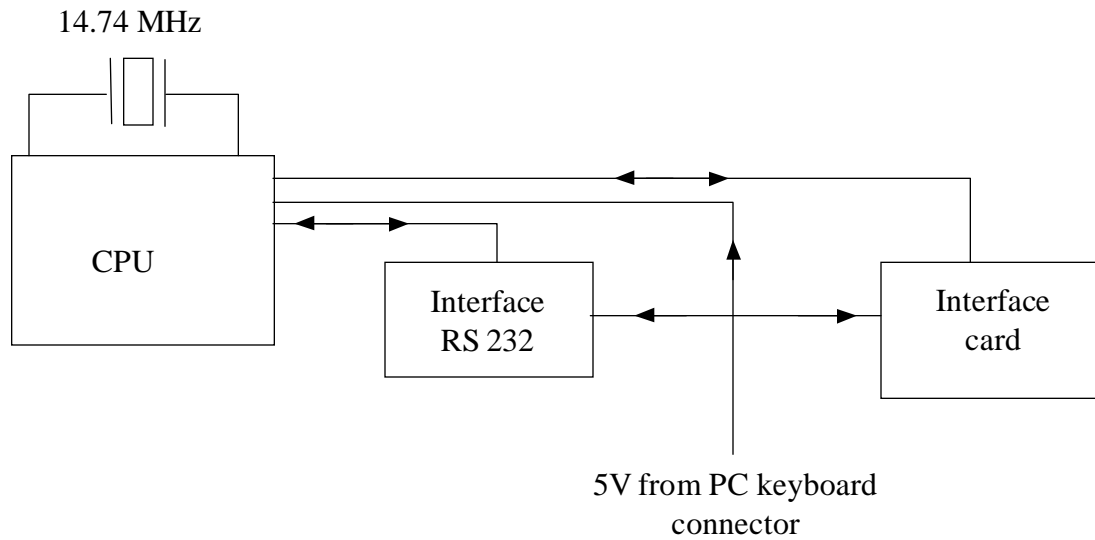 14.74 MHz
CPU
Interface
RS 232
Interface
card
5V from PC keyboard
connector